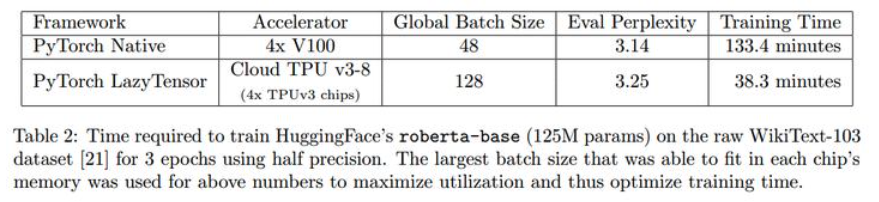 Framework Accelerator Global Batch Size Eval Perplexity Training Time
PyTorch Native 4x V100 48 3.14 133.4 minutes
PyTorch LazyTensor Cloud TPU v3-8 (4x TPUv3 chips) 128 3.25 38.3 minutes
Table 2: Time required to train HuggingFace's roberta-base (125M params) on the raw WikiText-103
dataset [21] for 3 epochs using half precision. The largest batch size that was able to fit in each chip's
memory was used for above numbers to maximize utilization and thus optimize training time.